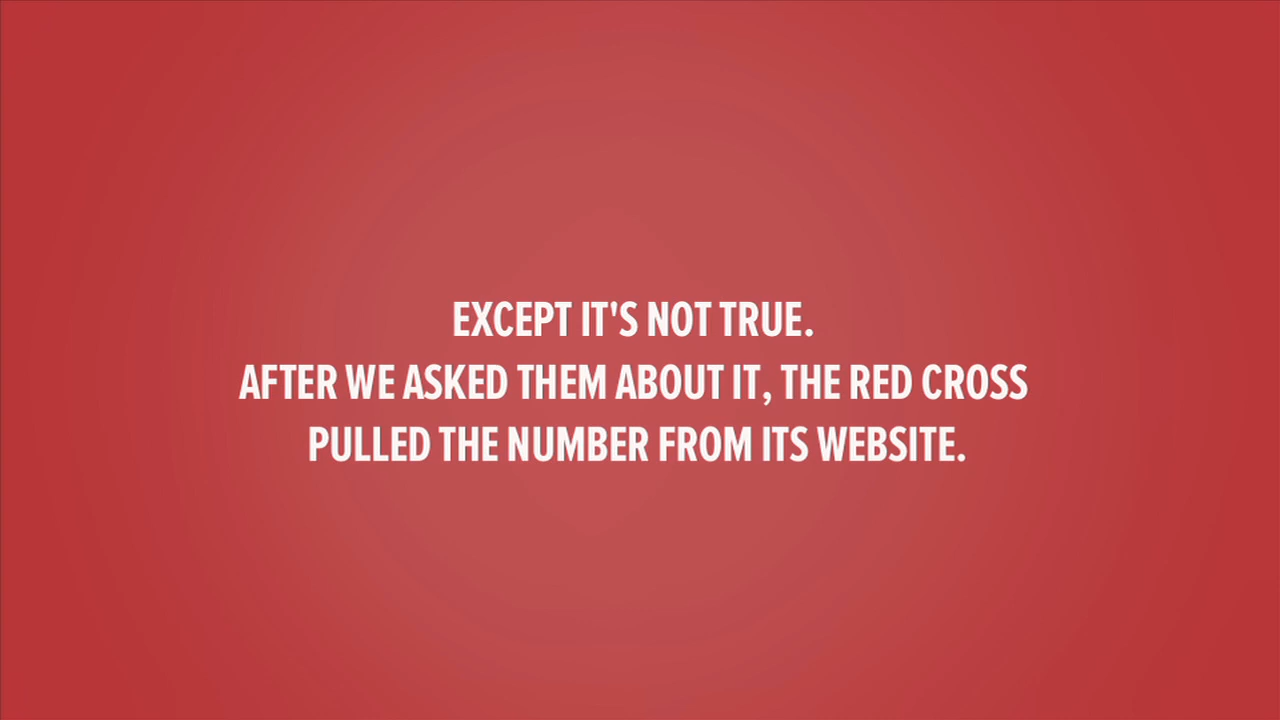 EXCEPT IT'S NOT TRUE.
AFTER WE ASKED THEM ABOUT IT, THE RED CROSS
PULLED THE NUMBER FROM ITS WEBSITE.